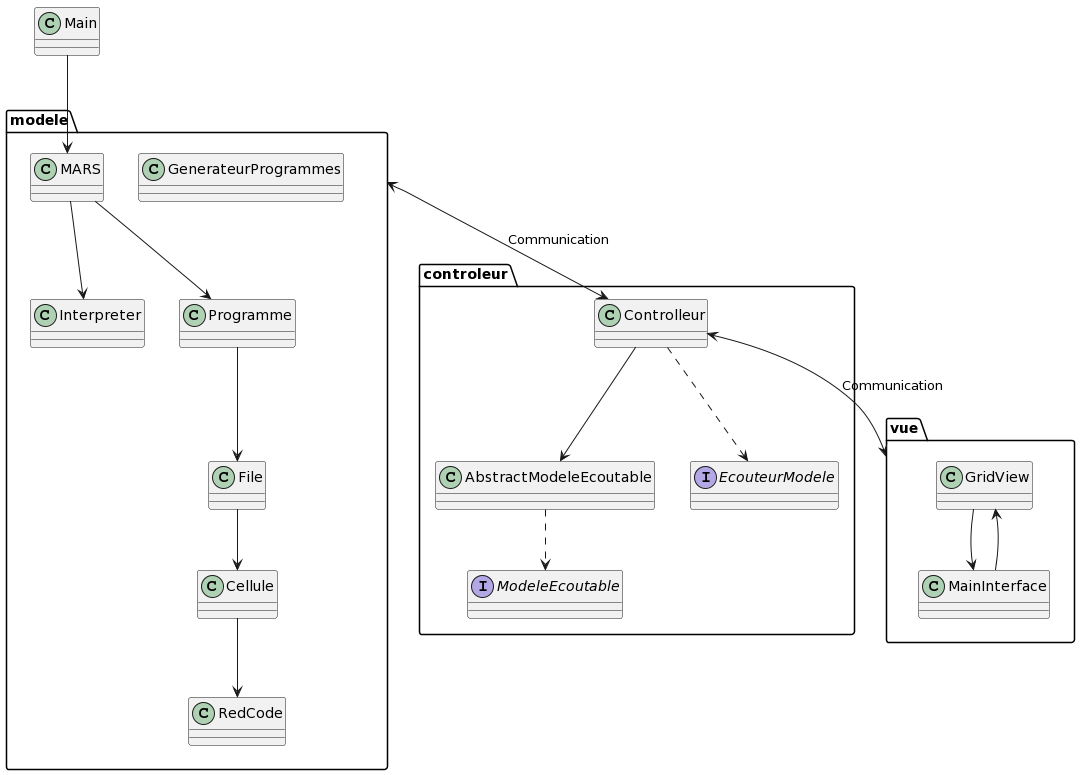 C Main
modele
C MARS
C GenerateurProgrammes
Communication
controleur
C Interpreter
C Programme
C Controlleur
Communication
vue
C File
C AbstractModeleEcoutable
I EcouteurModele
C GridView
C Cellule
I ModeleEcoutable
C MainInterface
C RedCode